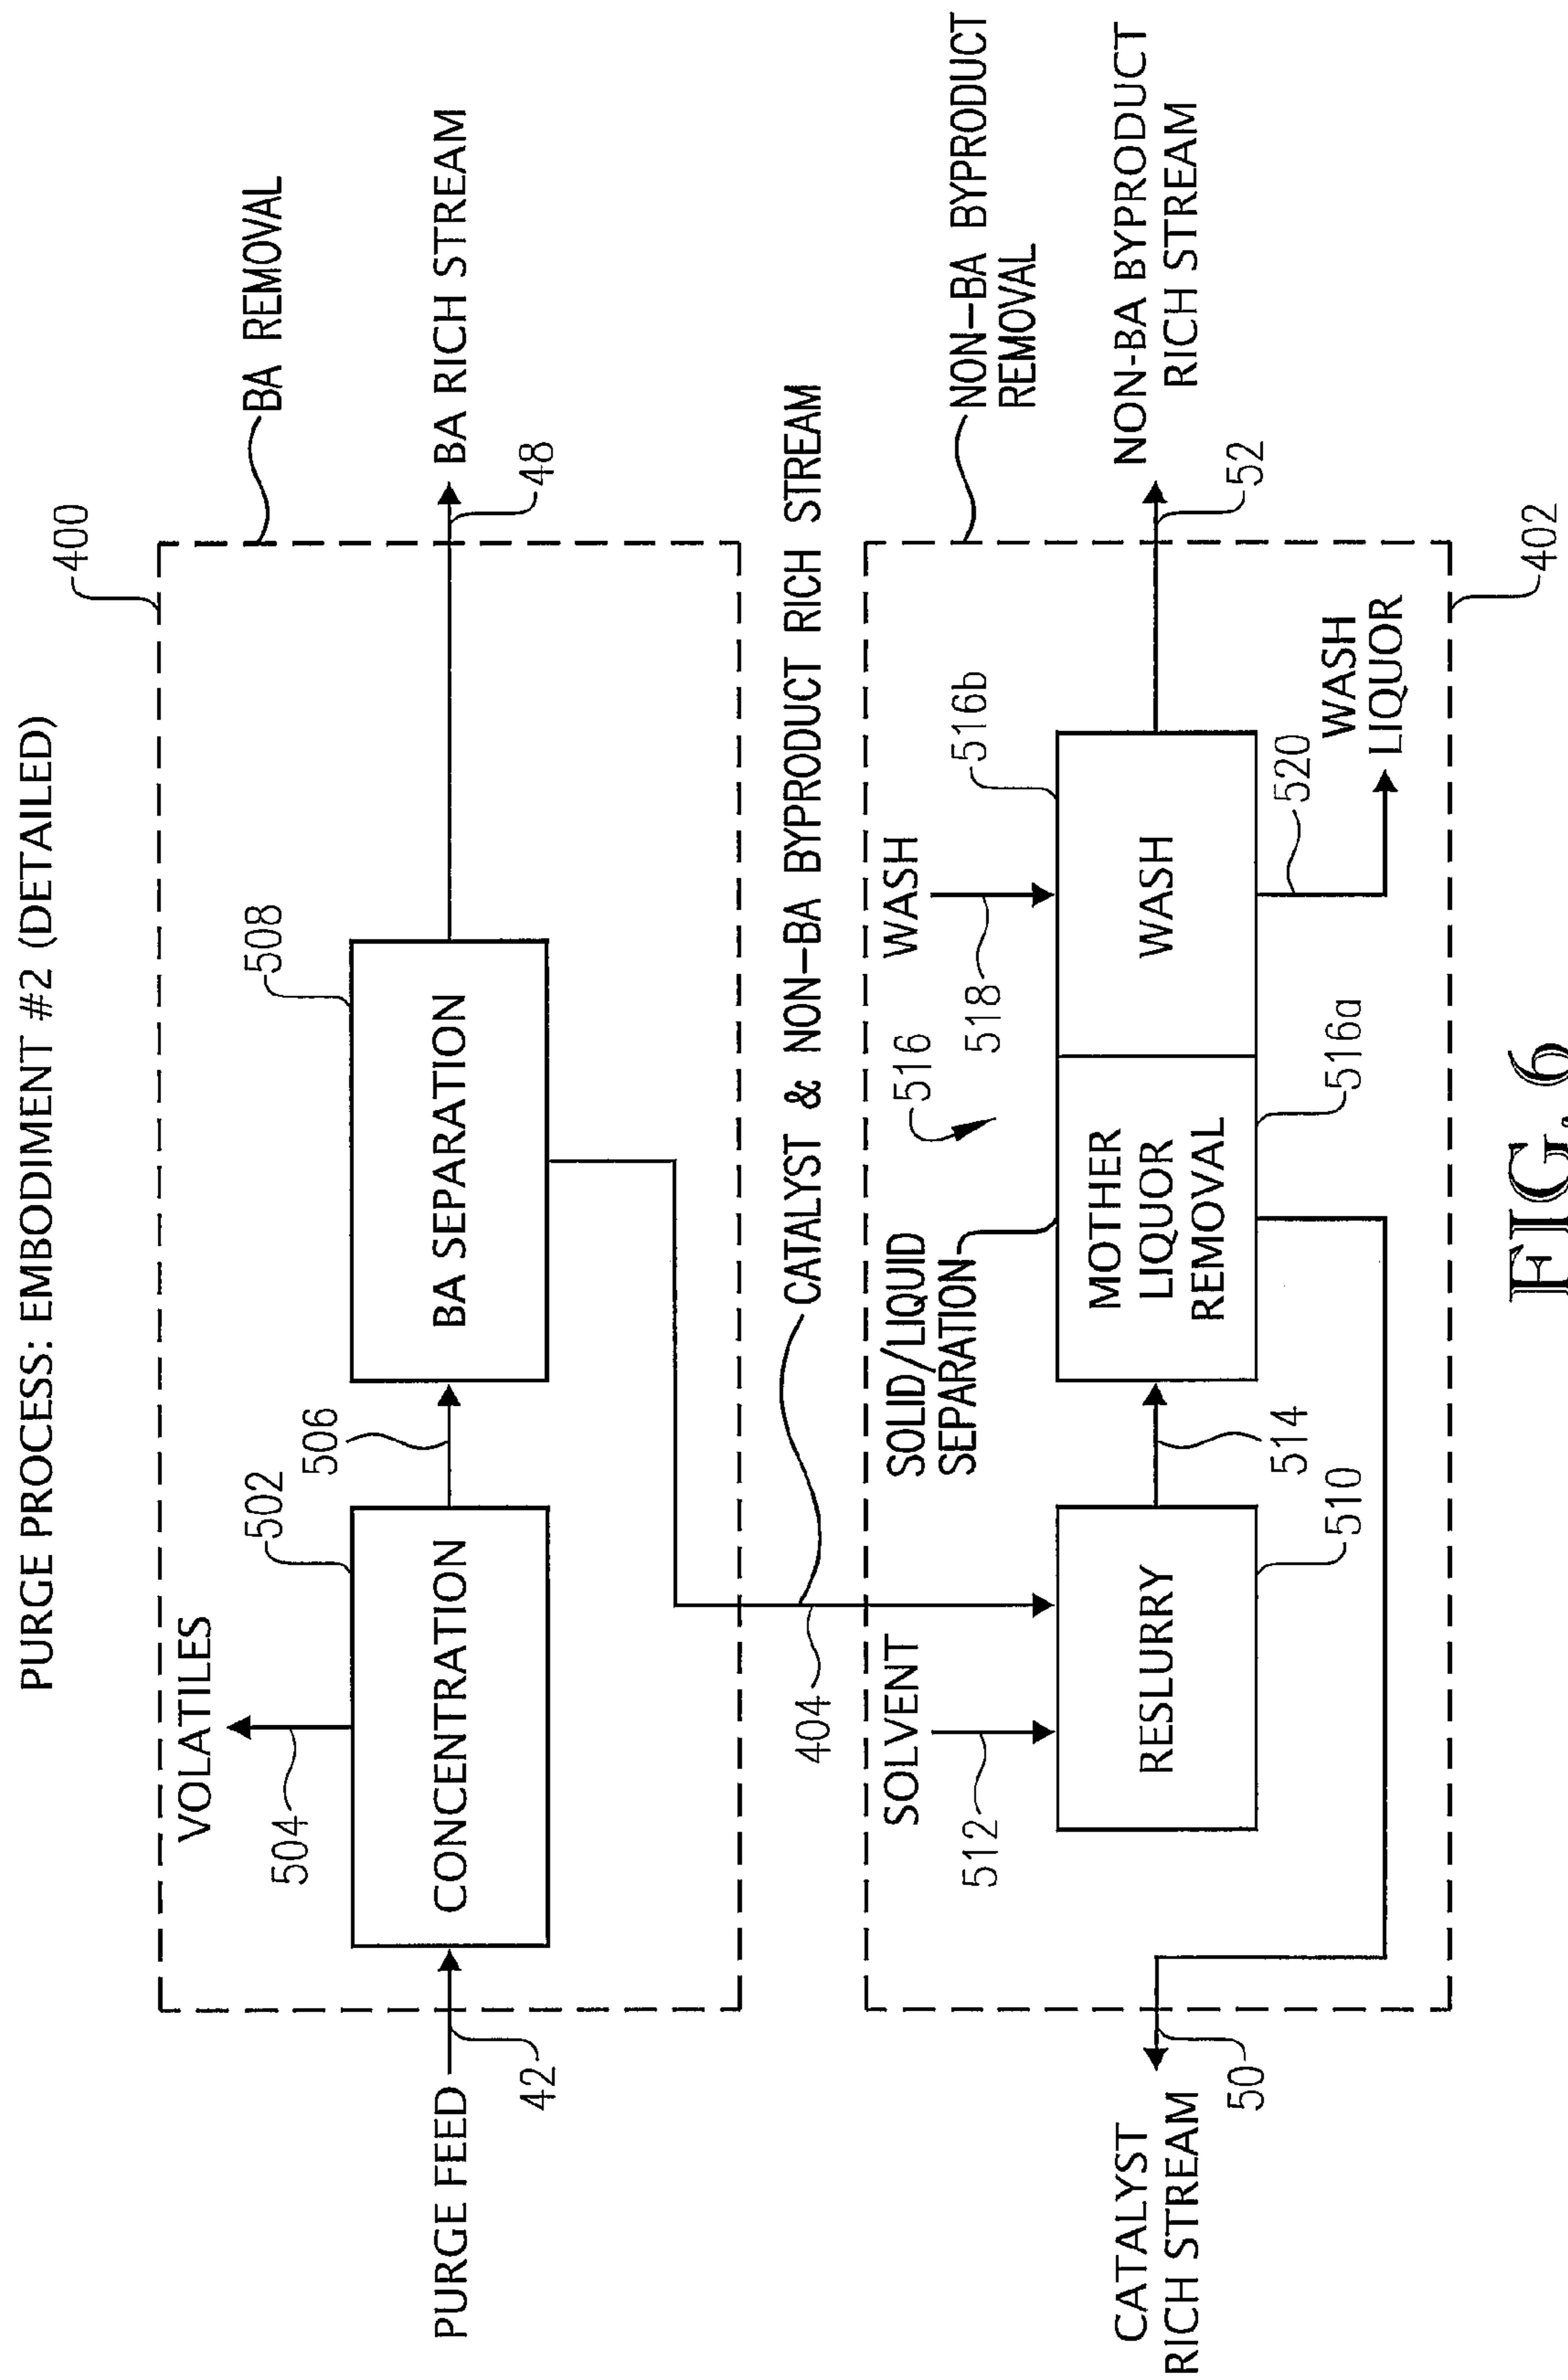 PURGE PROCESS: EMBODIMENT #2 (DETAILED)
400
BA REMOVAL
VOLATILES
504
502
506
508
PURGE FEED
42
CONCENTRATION
BA SEPARATION
48
BA RICH STREAM
404
CATALYST & NON-BA BYPRODUCT RICH STREAM
NON-BA BYPRODUCT
REMOVAL
SOLVENT
512
SOLID/LIQUID
SEPARATION
516
WASH
518
516b
CATALYST
RICH STREAM
50
RESLURRY
510
514
MOTHER
LIQUOR
REMOVAL
516a
WASH
520
WASH
LIQUOR
52
NON-BA BYPRODUCT
RICH STREAM
402
FIG. 6